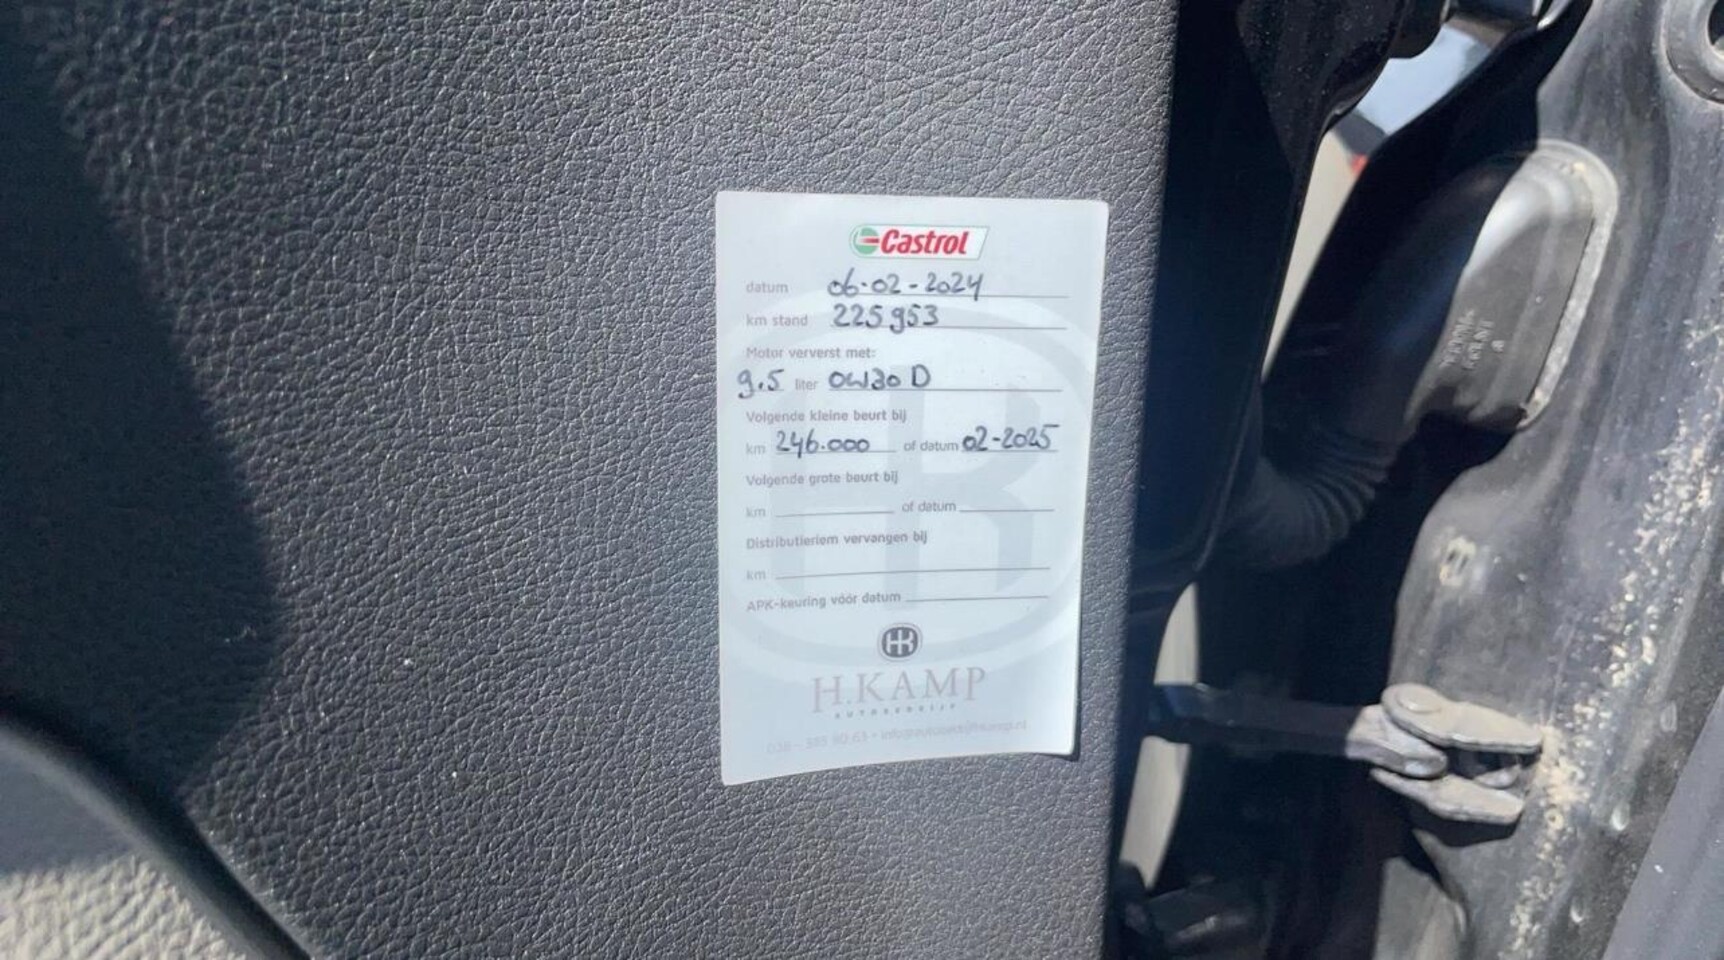 Castrol
datum 06-02-2024
km stand 225953
Motor ververst met:
9.5 liter 0W30 D
Volgende kleine beurt bij
km 246.000 of datum 02-2025
Volgende grote beurt bij
km of datum
Distributieriem vervangen bij
km
APK-keuring vóór datum
HK
H.KAMP
AUTOBEDRIJF